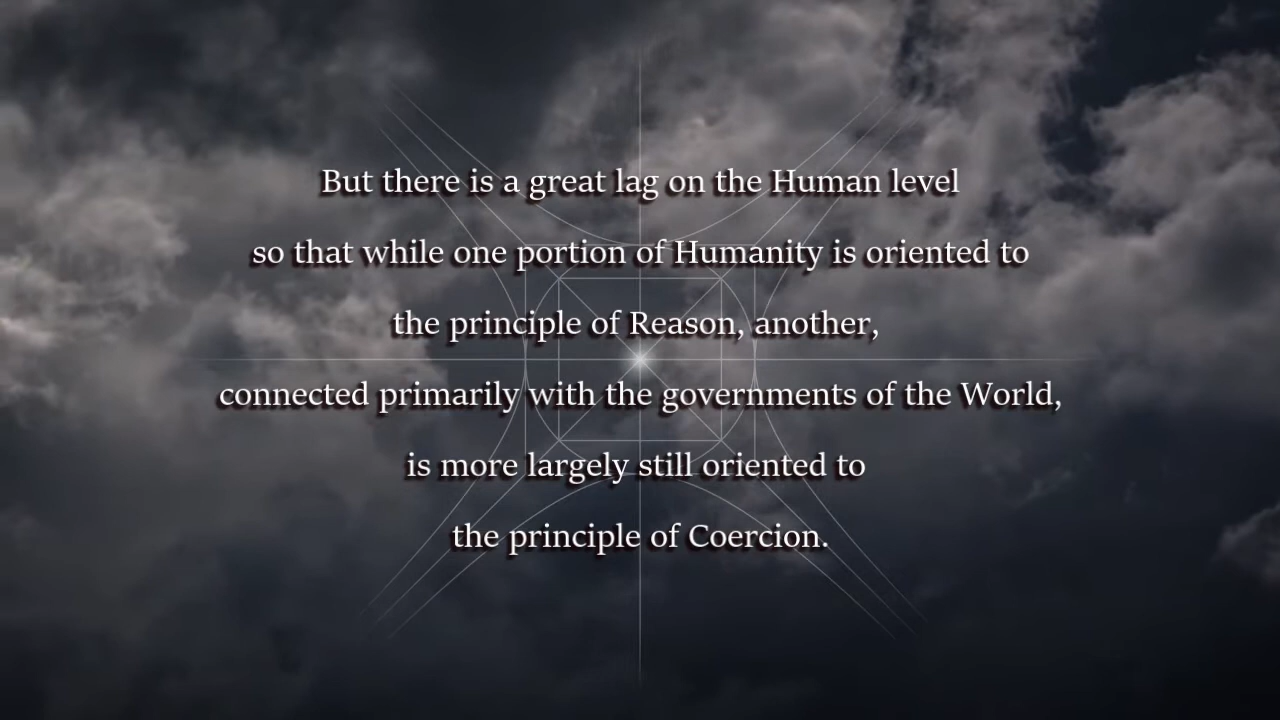 But there is a great lag on the Human level
so that while one portion of Humanity is oriented to
the principle of Reason, another,
connected primarily with the governments of the World,
is more largely still oriented to
the principle of Coercion.